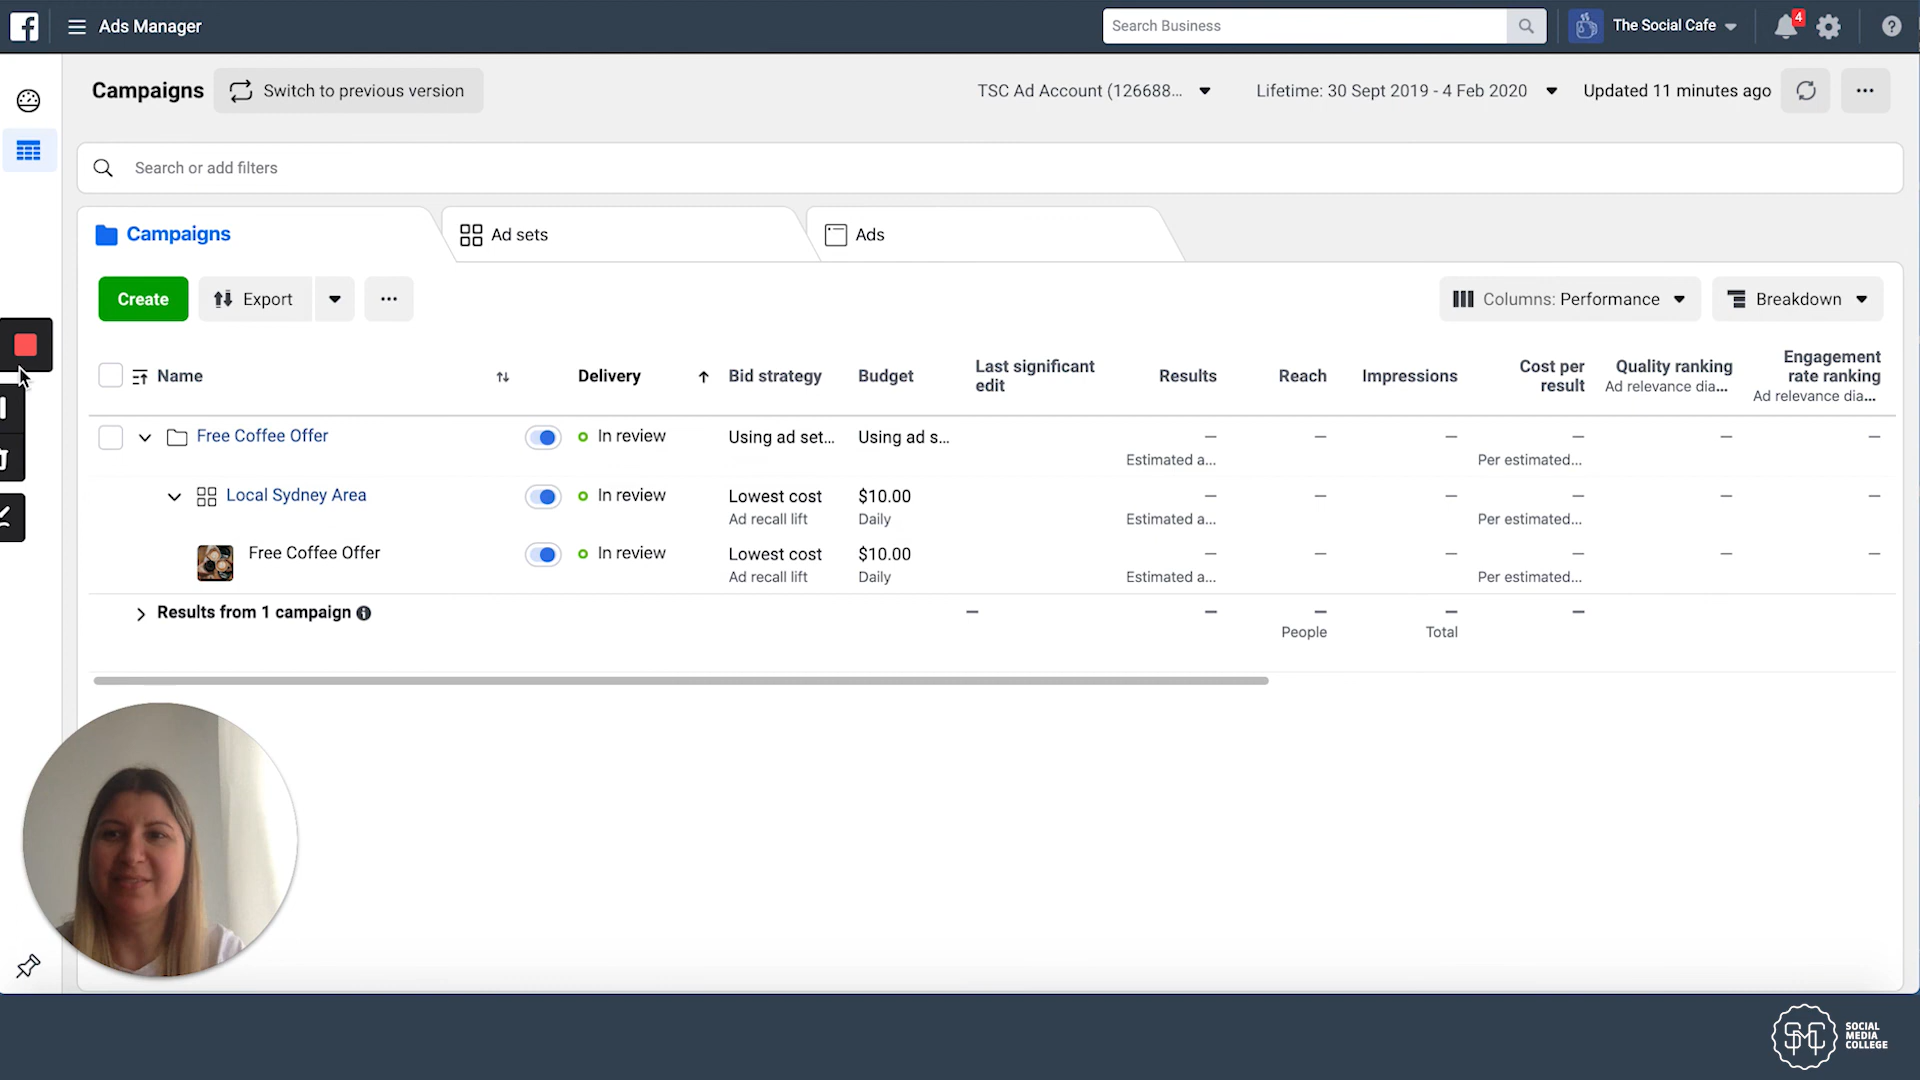 Ads Manager
Search Business
The Social Cafe
4
Campaigns
Switch to previous version
TSC Ad Account (126688...
Lifetime: 30 Sept 2019 - 4 Feb 2020
Updated 11 minutes ago
Search or add filters
Campaigns
Ad sets
Ads
Create
Export
Columns: Performance
Breakdown
Name
Delivery
Bid strategy
Budget
Last significant edit
Results
Reach
Impressions
Cost per result
Quality ranking
Ad relevance dia...
Engagement rate ranking
Ad relevance dia...
Free Coffee Offer
In review
Using ad set...
Using ad s...
—
—
—
—
—
—
Estimated a...
Per estimated...
Local Sydney Area
In review
Lowest cost
$10.00
—
—
—
—
—
—
Ad recall lift
Daily
Estimated a...
Per estimated...
Free Coffee Offer
In review
Lowest cost
$10.00
—
—
—
—
—
—
Ad recall lift
Daily
Estimated a...
Per estimated...
Results from 1 campaign
—
—
—
—
—
People
Total
SMC
SOCIAL
MEDIA
COLLEGE